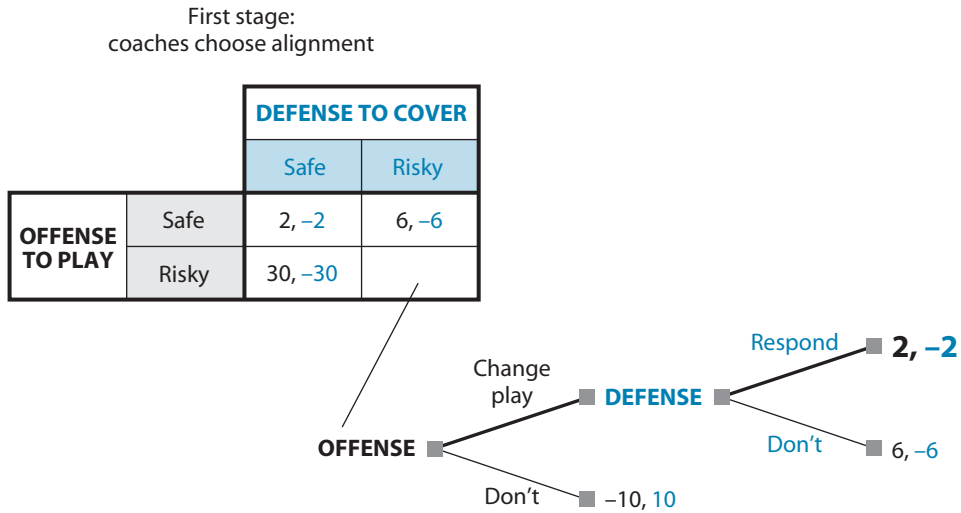 First stage:
coaches choose alignment
DEFENSE TO COVER
Safe Risky
OFFENSE
TO PLAY
Safe 2, –2 6, –6
Risky 30, –30
Change
play
Respond 2, –2
DEFENSE
OFFENSE
Don't 6, –6
Don't –10, 10